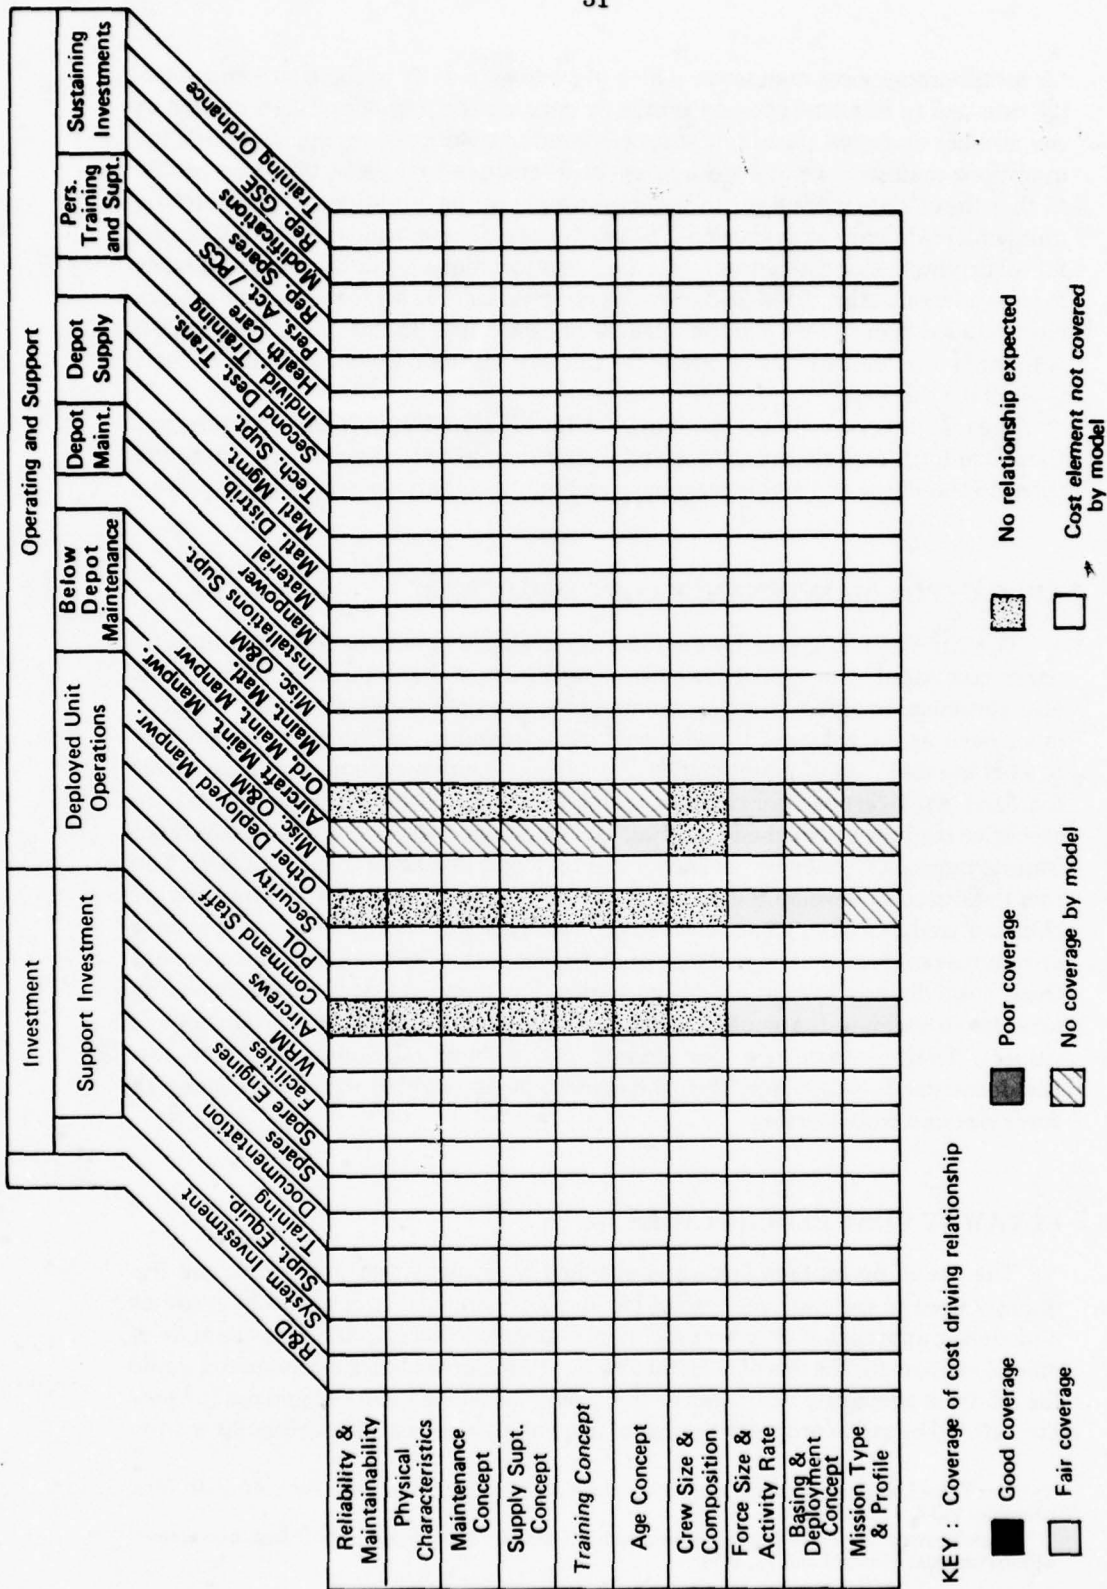 31
Operating and Support
Investment
Sustaining
Investments
Pers.
Training
and Supt.
Depot
Supply
Depot
Maint.
Below
Depot
Maintenance
Deployed Unit
Operations
Support Investment
Training Ordnance
Rep. GSE
Modifications
Rep. Spares
Pers. Act. / PCS
Health Care
Individ. Training
Second Dest. Trans.
Tech. Supt.
Matl. Mgmt.
Matl. Distrib.
Material
Manpower
Installations Supt.
Misc. O&M
Maint. Matl.
Ord. Maint. Manpwr
Aircraft Maint. Manpwr.
Misc. O&M
Other Deployed Manpwr.
Security
POL
Command Staff
Aircrews
WRM
Facilities
Spare Engines
Spares
Documentation
Training
Supt. Equip.
System Investment
R&D
Reliability &
Maintainability
Physical
Characteristics
Maintenance
Concept
Supply Supt.
Concept
Training Concept
Age Concept
Crew Size &
Composition
Force Size &
Activity Rate
Basing &
Deployment
Concept
Mission Type
& Profile
KEY : Coverage of cost driving relationship
Good coverage
Fair coverage
Poor coverage
No coverage by model
No relationship expected
Cost element not covered
by model